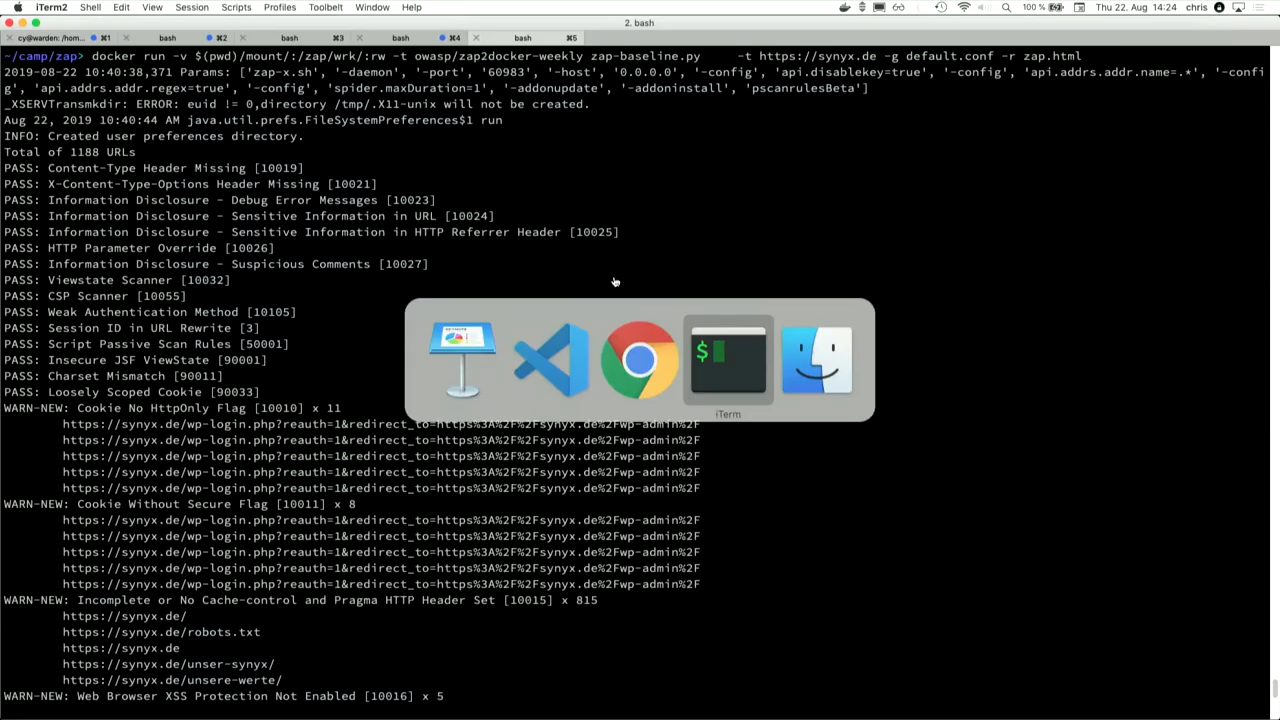 iTerm2 Shell Edit View Session Scripts Profiles Toolbelt Window Help 100 % Thu 22. Aug 14:24 chris
2. bash
cy@warden: /hom... ⌘1 bash ⌘2 bash ⌘3 bash ⌘4 bash ⌘5
~/camp/zap> docker run -v $(pwd)/mount/:/zap/wrk/:rw -t owasp/zap2docker-weekly zap-baseline.py -t https://synyx.de -g default.conf -r zap.html
2019-08-22 10:40:38,371 Params: ['zap-x.sh', '-daemon', '-port', '60983', '-host', '0.0.0.0', '-config', 'api.disablekey=true', '-config', 'api.addrs.addr.name=.*', '-confi
g', 'api.addrs.addr.regex=true', '-config', 'spider.maxDuration=1', '-addonupdate', '-addoninstall', 'pscanrulesBeta']
_XSERVTransmkdir: ERROR: euid != 0,directory /tmp/.X11-unix will not be created.
Aug 22, 2019 10:40:44 AM java.util.prefs.FileSystemPreferences$1 run
INFO: Created user preferences directory.
Total of 1188 URLs
PASS: Content-Type Header Missing [10019]
PASS: X-Content-Type-Options Header Missing [10021]
PASS: Information Disclosure - Debug Error Messages [10023]
PASS: Information Disclosure - Sensitive Information in URL [10024]
PASS: Information Disclosure - Sensitive Information in HTTP Referrer Header [10025]
PASS: HTTP Parameter Override [10026]
PASS: Information Disclosure - Suspicious Comments [10027]
PASS: Viewstate Scanner [10032]
PASS: CSP Scanner [10055]
PASS: Weak Authentication Method [10105]
PASS: Session ID in URL Rewrite [3]
PASS: Script Passive Scan Rules [50001]
PASS: Insecure JSF ViewState [90001]
PASS: Charset Mismatch [90011]
PASS: Loosely Scoped Cookie [90033]
$
iTerm
WARN-NEW: Cookie No HttpOnly Flag [10010] x 11
https://synyx.de/wp-login.php?reauth=1&redirect_to=https%3A%2F%2Fsynyx.de%2Fwp-admin%2F
https://synyx.de/wp-login.php?reauth=1&redirect_to=https%3A%2F%2Fsynyx.de%2Fwp-admin%2F
https://synyx.de/wp-login.php?reauth=1&redirect_to=https%3A%2F%2Fsynyx.de%2Fwp-admin%2F
https://synyx.de/wp-login.php?reauth=1&redirect_to=https%3A%2F%2Fsynyx.de%2Fwp-admin%2F
https://synyx.de/wp-login.php?reauth=1&redirect_to=https%3A%2F%2Fsynyx.de%2Fwp-admin%2F
WARN-NEW: Cookie Without Secure Flag [10011] x 8
https://synyx.de/wp-login.php?reauth=1&redirect_to=https%3A%2F%2Fsynyx.de%2Fwp-admin%2F
https://synyx.de/wp-login.php?reauth=1&redirect_to=https%3A%2F%2Fsynyx.de%2Fwp-admin%2F
https://synyx.de/wp-login.php?reauth=1&redirect_to=https%3A%2F%2Fsynyx.de%2Fwp-admin%2F
https://synyx.de/wp-login.php?reauth=1&redirect_to=https%3A%2F%2Fsynyx.de%2Fwp-admin%2F
https://synyx.de/wp-login.php?reauth=1&redirect_to=https%3A%2F%2Fsynyx.de%2Fwp-admin%2F
WARN-NEW: Incomplete or No Cache-control and Pragma HTTP Header Set [10015] x 815
https://synyx.de/
https://synyx.de/robots.txt
https://synyx.de
https://synyx.de/unser-synyx/
https://synyx.de/unsere-werte/
WARN-NEW: Web Browser XSS Protection Not Enabled [10016] x 5